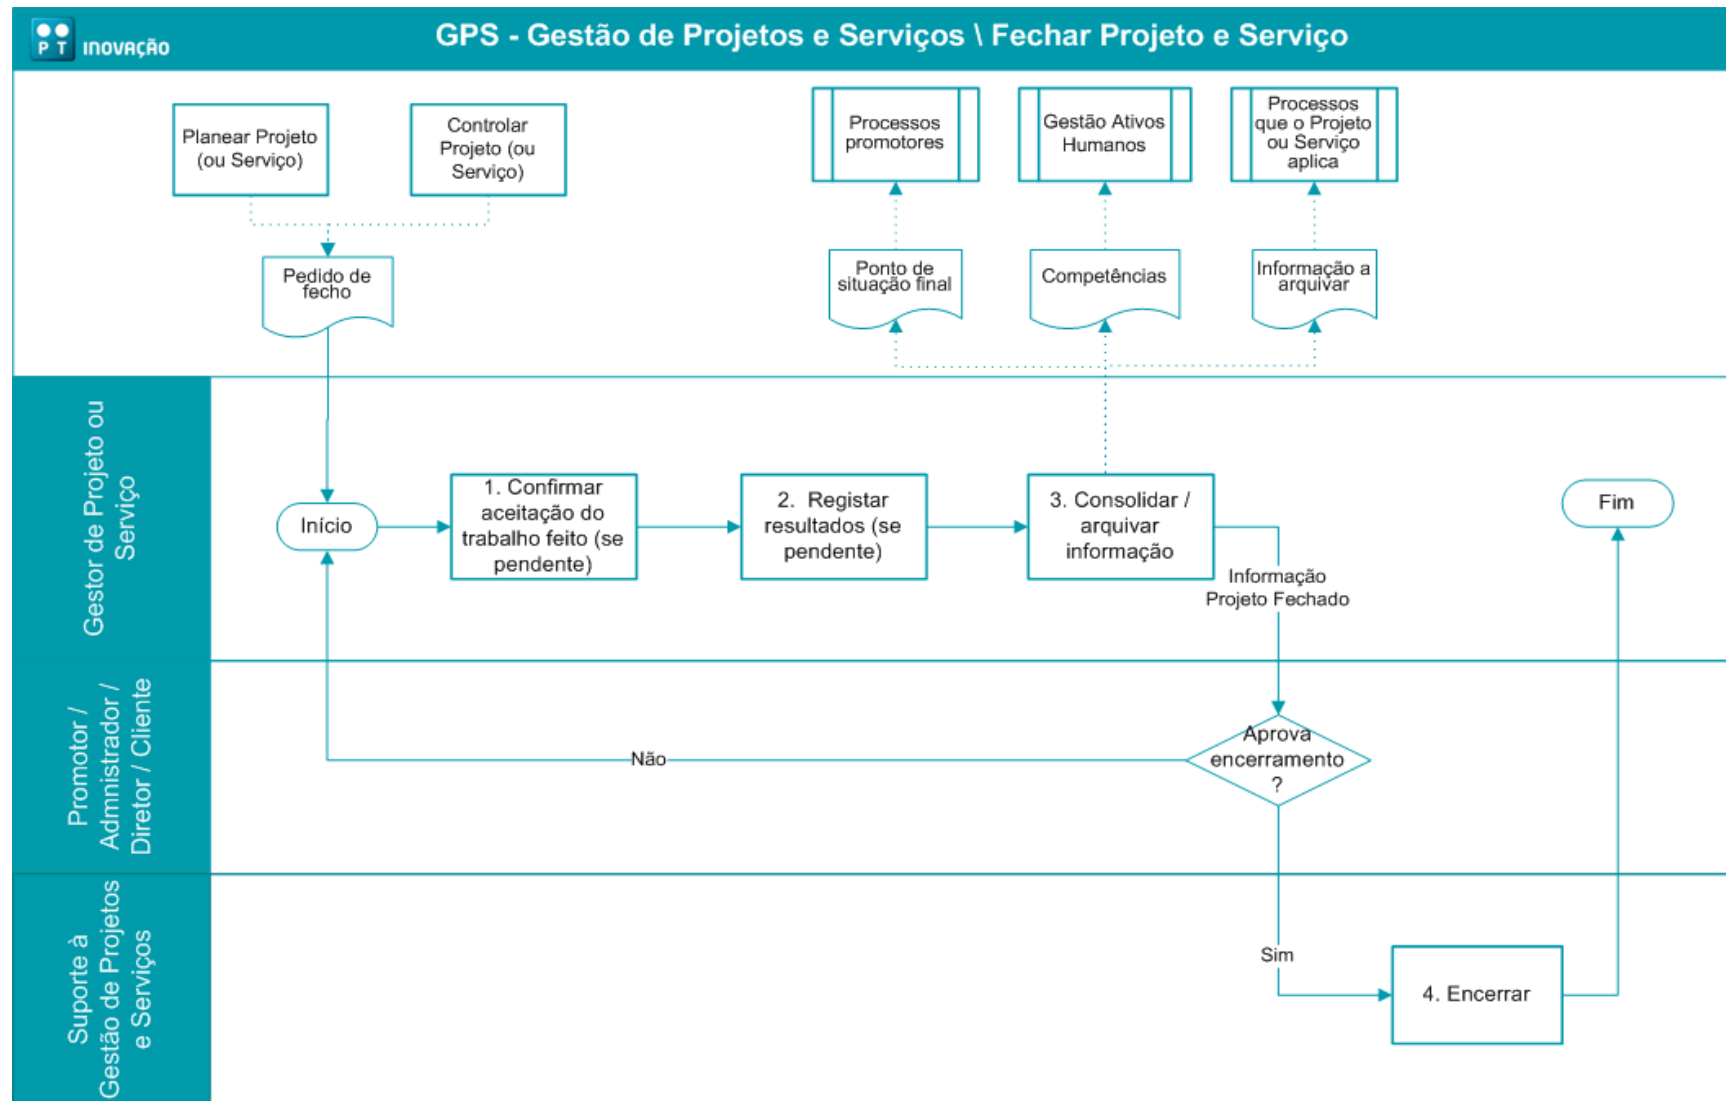 PT INOVAÇÃO
GPS - Gestão de Projetos e Serviços \ Fechar Projeto e Serviço
Planear Projeto
(ou Serviço)
Controlar
Projeto (ou
Serviço)
Processos
promotores
Gestão Ativos
Humanos
Processos
que o Projeto
ou Serviço
aplica
Pedido de
fecho
Ponto de
situação final
Competências
Informação a
arquivar
Gestor de Projeto ou
Serviço
Início
1. Confirmar
aceitação do
trabalho feito (se
pendente)
2. Registar
resultados (se
pendente)
3. Consolidar /
arquivar
informação
Fim
Informação
Projeto Fechado
Promotor /
Admnistrador /
Diretor / Cliente
Não
Aprova
encerramento
?
Suporte à
Gestão de Projetos
e Serviços
Sim
4. Encerrar